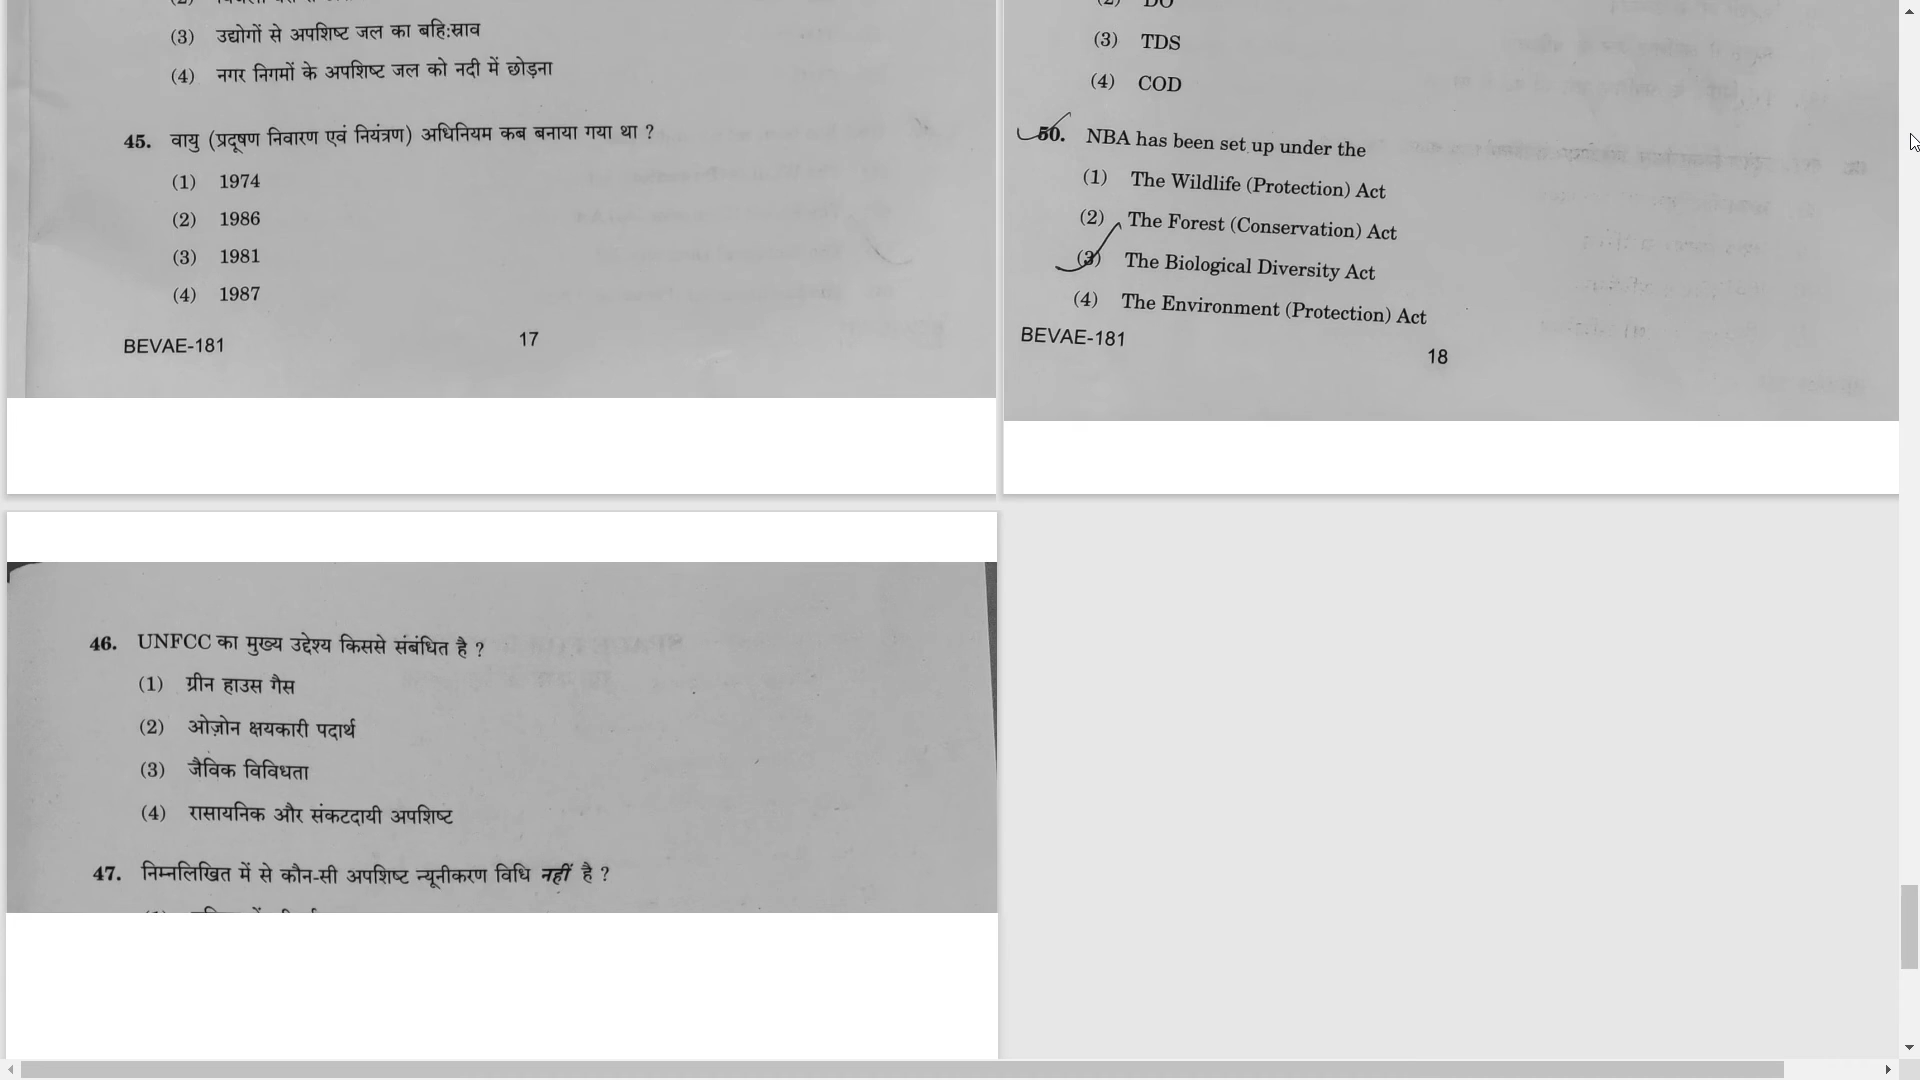 (3) उद्योगों से अपशिष्ट जल का बहि:स्राव
(4) नगर निगमों के अपशिष्ट जल को नदी में छोड़ना
45. वायु (प्रदूषण निवारण एवं नियंत्रण) अधिनियम कब बनाया गया था ?
(1) 1974
(2) 1986
(3) 1981
(4) 1987
BEVAE-181
17
(2) DO
(3) TDS
(4) COD
50. NBA has been set up under the
(1) The Wildlife (Protection) Act
(2) The Forest (Conservation) Act
(3) The Biological Diversity Act
(4) The Environment (Protection) Act
BEVAE-181
18
46. UNFCC का मुख्य उद्देश्य किससे संबंधित है ?
(1) ग्रीन हाउस गैस
(2) ओज़ोन क्षयकारी पदार्थ
(3) जैविक विविधता
(4) रासायनिक और संकटदायी अपशिष्ट
47. निम्नलिखित में से कौन-सी अपशिष्ट न्यूनीकरण विधि नहीं है ?